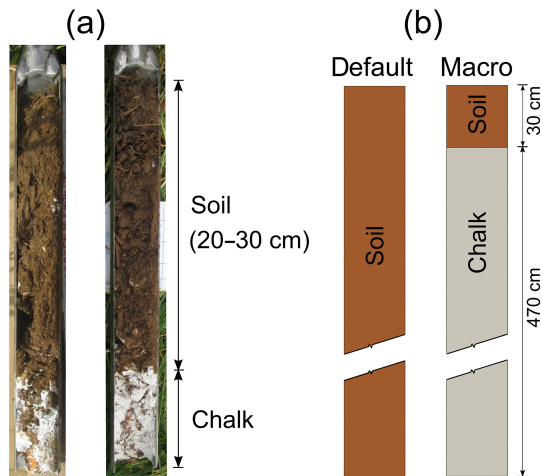 (a)
(b)
Default
Macro
Soil
(20–30 cm)
Chalk
Soil
Soil
Chalk
30 cm
470 cm